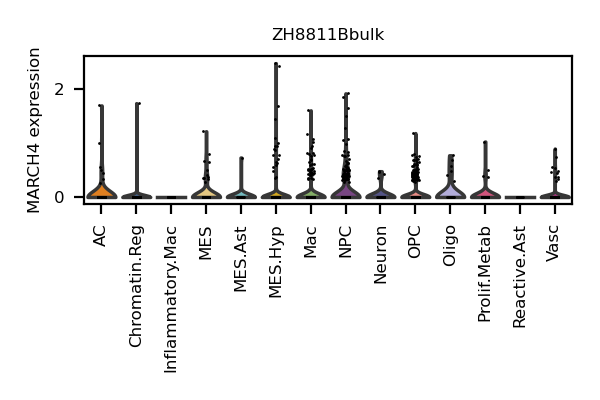 ZH8811Bbulk
MARCH4 expression
2
0
AC
Chromatin.Reg
Inflammatory.Mac
MES
MES.Ast
MES.Hyp
Mac
NPC
Neuron
OPC
Oligo
Prolif.Metab
Reactive.Ast
Vasc